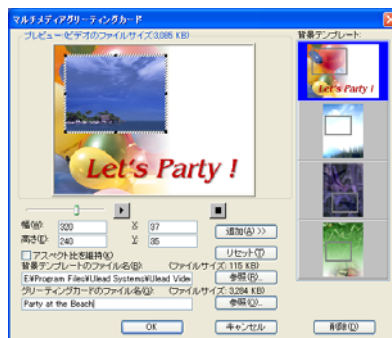 マルチメディアグリーティングカード
プレビュー:(ビデオのファイルサイズ:3,085 KB)
背景テンプレート:
Let's Party !
Let's Party !
幅(W): 320 X: 37
追加(A) >>
高さ(D): 240 Y: 35
アスペクト比を維持(K)
リセット(T)
背景テンプレートのファイル名(B): (ファイルサイズ: 115 KB)
E:¥Program Files¥Ulead Systems¥Ulead Vide
参照(R)...
グリーティングカードのファイル名(G): (ファイルサイズ: 3,284 KB)
Party at the Beach
参照(O)...
OK
キャンセル
削除(D)